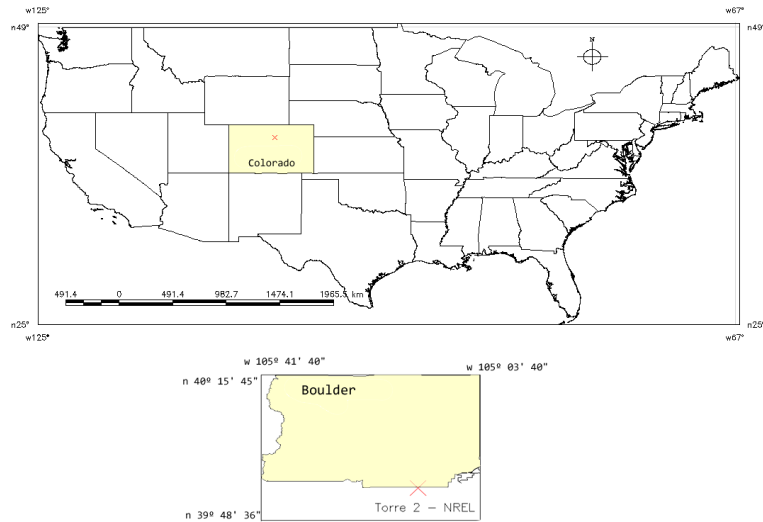 w125° w67°
n49° n49°
N
Colorado
491.4 0 491.4 982.7 1474.1 1965.5 km
n25° n25°
w125° w67°
w 105º 41' 40" w 105º 03' 40"
n 40º 15' 45"
Boulder
Torre 2 – NREL
n 39º 48' 36"